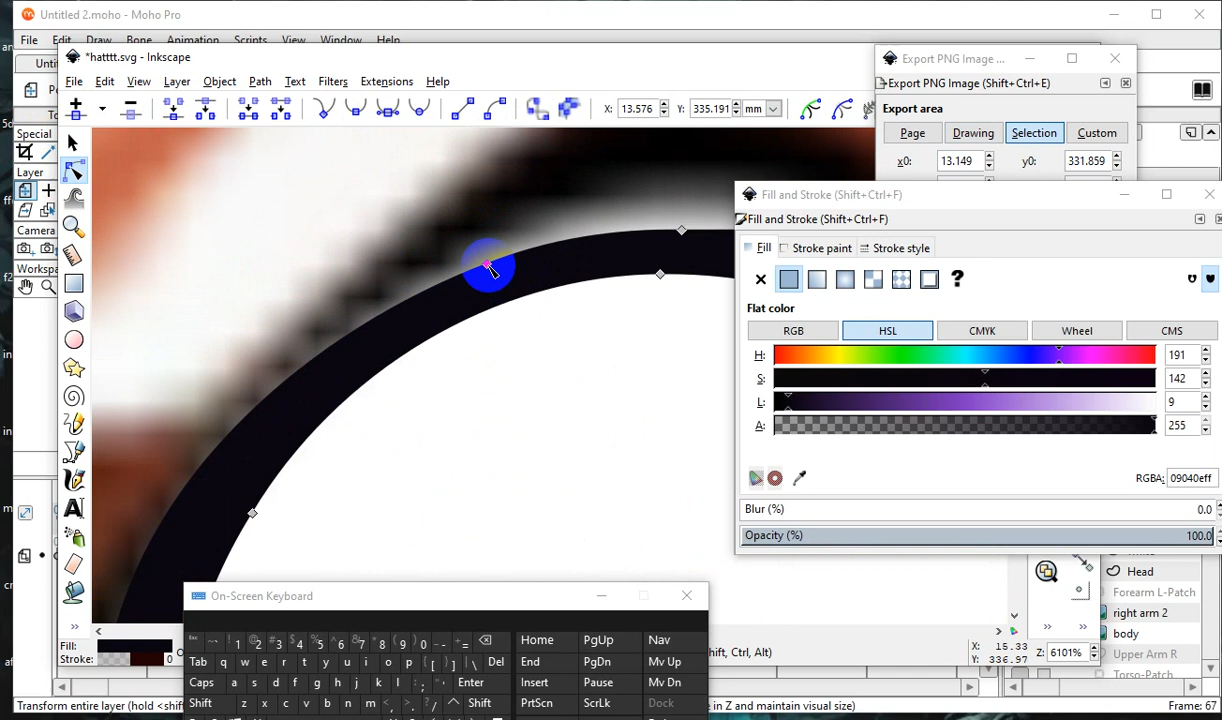 Untitled 2.moho - Moho Pro
File Edit Draw Bone Animation Scripts View Window Help
*hatttt.svg - Inkscape
File Edit View Layer Object Path Text Filters Extensions Help
X: 13.576 Y: 335.191 mm
Export PNG Image ...
Export PNG Image (Shift+Ctrl+E)
Export area
Page Drawing Selection Custom
x0: 13.149 y0: 331.859
Special
Layer
Camera
Fill and Stroke (Shift+Ctrl+F)
Fill and Stroke (Shift+Ctrl+F)
Fill Stroke paint Stroke style
?
Flat color
RGB HSL CMYK Wheel CMS
H: 191
S: 142
L: 9
A: 255
RGBA: 09040eff
Blur (%) 0.0
Opacity (%) 100.0
Head
Forearm L-Patch
right arm 2
body
Upper Arm R
Torso-Patch
On-Screen Keyboard
Home PgUp Nav
Tab q w e r t y u i o p [ ] \ Del End PgDn Mv Up
Caps a s d f g h j k l ; ' Enter Insert Pause Mv Dn
Shift z x c v b n m , . / Shift PrtScn ScrLk Dock
Fill:
Stroke: 0
shift, Ctrl, Alt)
X: 15.33
Y: 336.97
Z: 6101%
Transform entire layer (hold <shift
in Z and maintain visual size)
Frame: 67